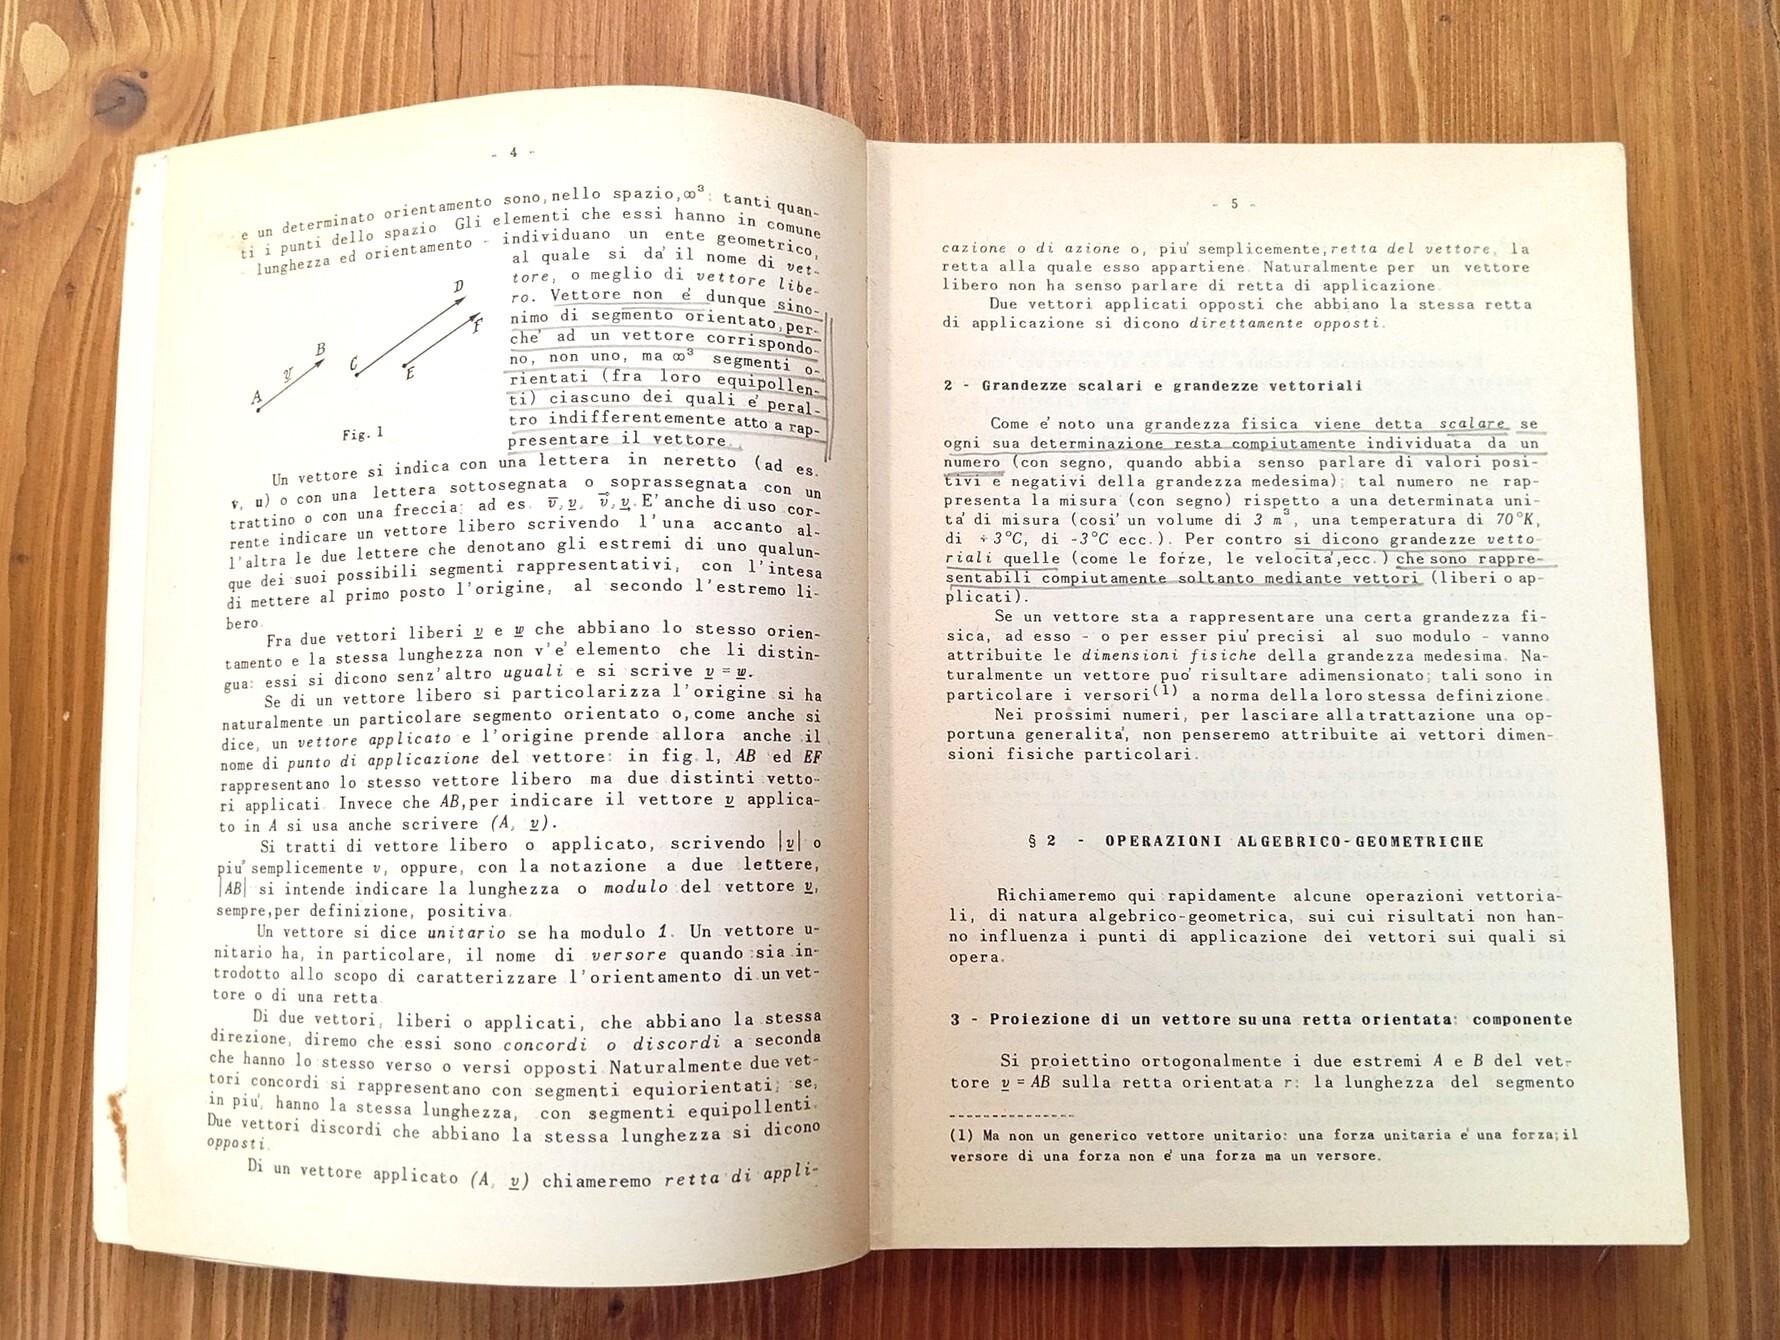 - 4 -
e un determinato orientamento sono, nello spazio, ∞³: tanti quan-
ti i punti dello spazio Gli elementi che essi hanno in comune
- lunghezza ed orientamento - individuano un ente geometrico,
al quale si da' il nome di vet-
tore, o meglio di vettore libe-
ro. Vettore non e' dunque sino-
nimo di segmento orientato, per-
che' ad un vettore corrispondo-
no, non uno, ma ∞³ segmenti o-
rientati (fra loro equipollen-
ti) ciascuno dei quali e' peral-
tro indifferentemente atto a rap-
presentare il vettore.
A
v
B
C
D
E
F
Fig. 1
Un vettore si indica con una lettera in neretto (ad es.
v, u) o con una lettera sottosegnata o soprassegnata con un
trattino o con una freccia: ad es. v̅, v̲, v⃗, v͢. E' anche di uso cor-
rente indicare un vettore libero scrivendo l'una accanto al-
l'altra le due lettere che denotano gli estremi di uno qualun-
que dei suoi possibili segmenti rappresentativi, con l'intesa
di mettere al primo posto l'origine, al secondo l'estremo li-
bero.
Fra due vettori liberi v̲ e w̲ che abbiano lo stesso orien-
tamento e la stessa lunghezza non v'e' elemento che li distin-
gua: essi si dicono senz'altro uguali e si scrive v̲ = w̲.
Se di un vettore libero si particolarizza l'origine si ha
naturalmente un particolare segmento orientato o, come anche si
dice, un vettore applicato e l'origine prende allora anche il
nome di punto di applicazione del vettore: in fig. 1, AB ed EF
rappresentano lo stesso vettore libero ma due distinti vetto-
ri applicati. Invece che AB, per indicare il vettore v̲ applica-
to in A si usa anche scrivere (A, v̲).
Si tratti di vettore libero o applicato, scrivendo |v̲| o
piu' semplicemente v, oppure, con la notazione a due lettere,
|AB| si intende indicare la lunghezza o modulo del vettore v̲,
sempre, per definizione, positiva.
Un vettore si dice unitario se ha modulo 1. Un vettore u-
nitario ha, in particolare, il nome di versore quando sia in-
trodotto allo scopo di caratterizzare l'orientamento di un vet-
tore o di una retta.
Di due vettori, liberi o applicati, che abbiano la stessa
direzione, diremo che essi sono concordi o discordi a seconda
che hanno lo stesso verso o versi opposti Naturalmente due vet-
tori concordi si rappresentano con segmenti equiorientati; se,
in piu', hanno la stessa lunghezza, con segmenti equipollenti.
Due vettori discordi che abbiano la stessa lunghezza si dicono
opposti.
Di un vettore applicato (A, v̲) chiameremo retta di appli-
- 5 -
cazione o di azione o, piu' semplicemente, retta del vettore, la
retta alla quale esso appartiene. Naturalmente per un vettore
libero non ha senso parlare di retta di applicazione.
Due vettori applicati opposti che abbiano la stessa retta
di applicazione si dicono direttamente opposti.
2 - Grandezze scalari e grandezze vettoriali
Come e' noto una grandezza fisica viene detta scalare se
ogni sua determinazione resta compiutamente individuata da un
numero (con segno, quando abbia senso parlare di valori posi-
tivi e negativi della grandezza medesima); tal numero ne rap-
presenta la misura (con segno) rispetto a una determinata uni-
ta' di misura (cosi' un volume di 3 m³, una temperatura di 70°K,
di +3°C, di -3°C ecc.). Per contro si dicono grandezze vetto-
riali quelle (come le forze, le velocita', ecc.) che sono rappre-
sentabili compiutamente soltanto mediante vettori (liberi o ap-
plicati).
Se un vettore sta a rappresentare una certa grandezza fi-
sica, ad esso - o per esser piu' precisi al suo modulo - vanno
attribuite le dimensioni fisiche della grandezza medesima. Na-
turalmente un vettore puo' risultare adimensionato; tali sono in
particolare i versori(1) a norma della loro stessa definizione.
Nei prossimi numeri, per lasciare alla trattazione una op-
portuna generalita', non penseremo attribuite ai vettori dimen-
sioni fisiche particolari.
§ 2 - OPERAZIONI ALGEBRICO-GEOMETRICHE
Richiameremo qui rapidamente alcune operazioni vettoria-
li, di natura algebrico-geometrica, sui cui risultati non han-
no influenza i punti di applicazione dei vettori sui quali si
opera.
3 - Proiezione di un vettore su una retta orientata: componente
Si proiettino ortogonalmente i due estremi A e B del vet-
tore v̲ = AB sulla retta orientata r: la lunghezza del segmento
(1) Ma non un generico vettore unitario: una forza unitaria e' una forza; il
versore di una forza non e' una forza ma un versore.